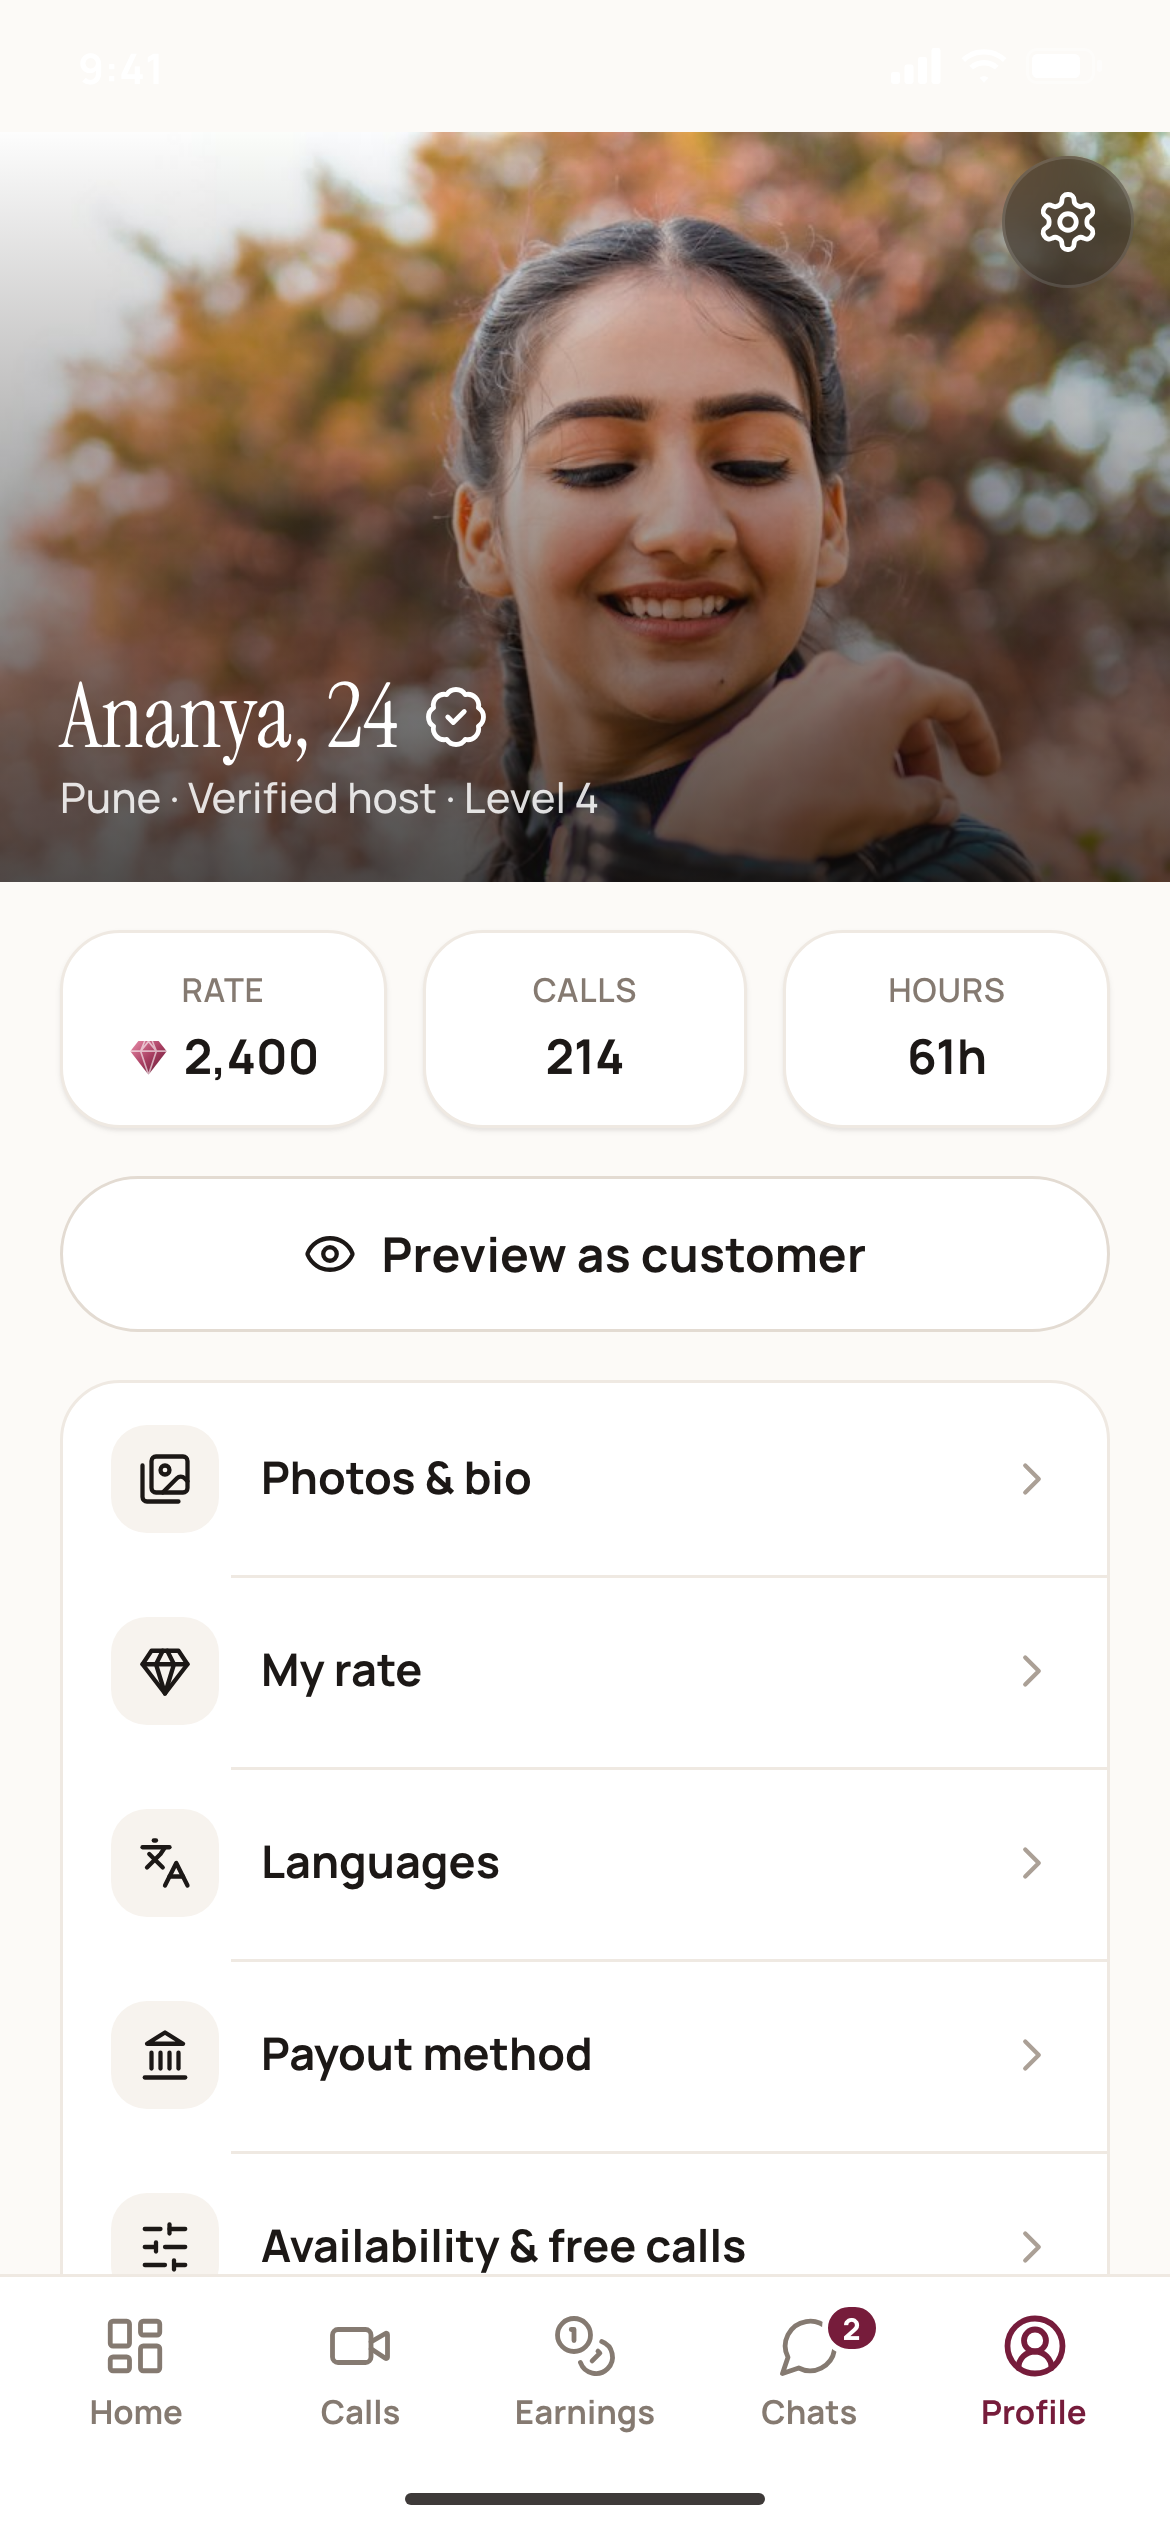 9:41
Ananya, 24
Pune · Verified host · Level 4
RATE
2,400
CALLS
214
HOURS
61h
Preview as customer
Photos & bio
My rate
Languages
Payout method
Availability & free calls
Home
Calls
Earnings
2
Chats
Profile